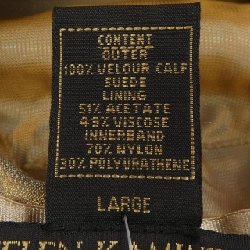 CONTENT
OUTER
100% VELOUR CALF
SUEDE
LINING
51% ACETATE
49% VISCOSE
INNERBAND
70% NYLON
30% POLYURATHENE
LARGE